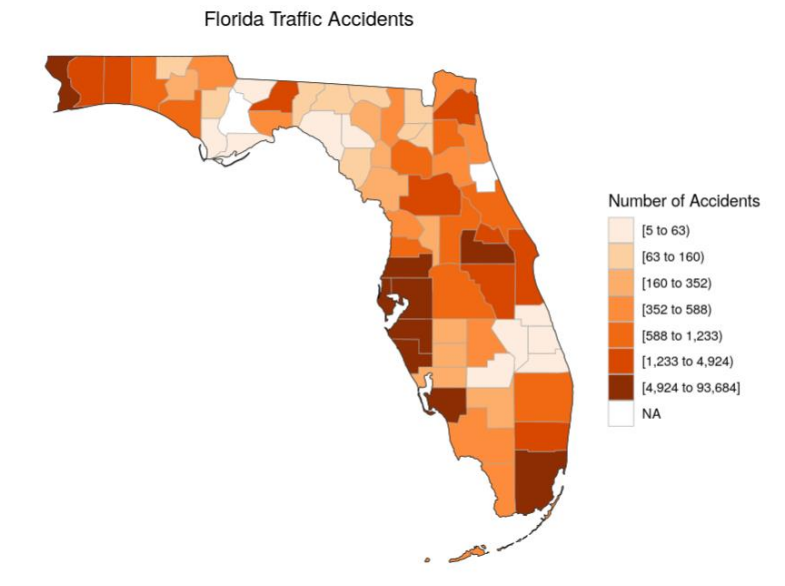 Florida Traffic Accidents
Number of Accidents
[5 to 63)
[63 to 160)
[160 to 352)
[352 to 588)
[588 to 1,233)
[1,233 to 4,924)
[4,924 to 93,684]
NA